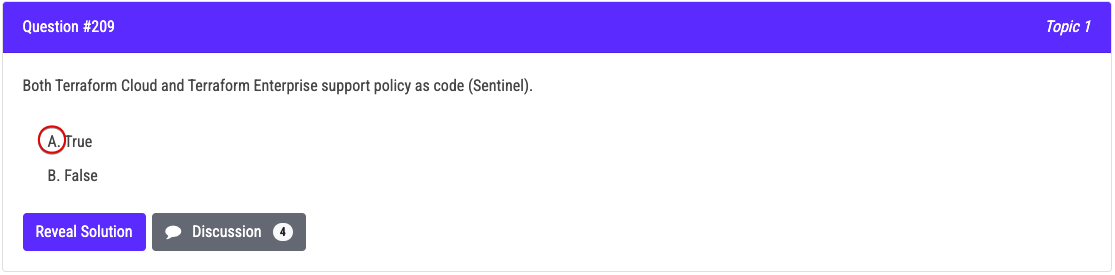 Question #209
Topic 1
Both Terraform Cloud and Terraform Enterprise support policy as code (Sentinel).
A. True
B. False
Reveal Solution
Discussion 4